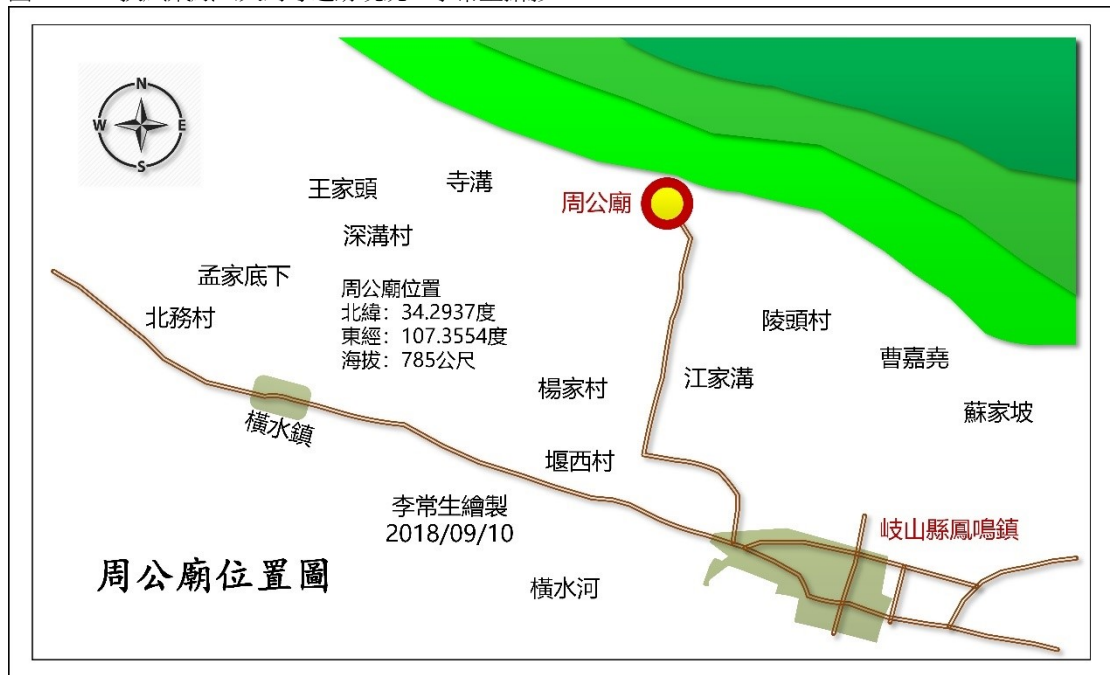 N
W
E
S
王家頭
寺溝
周公廟
深溝村
孟家底下
北務村
周公廟位置
北緯：34.2937度
東經：107.3554度
海拔：785公尺
陵頭村
曹嘉堯
蘇家坡
江家溝
楊家村
橫水鎮
堰西村
李常生繪製
2018/09/10
岐山縣鳳鳴鎮
周公廟位置圖
橫水河